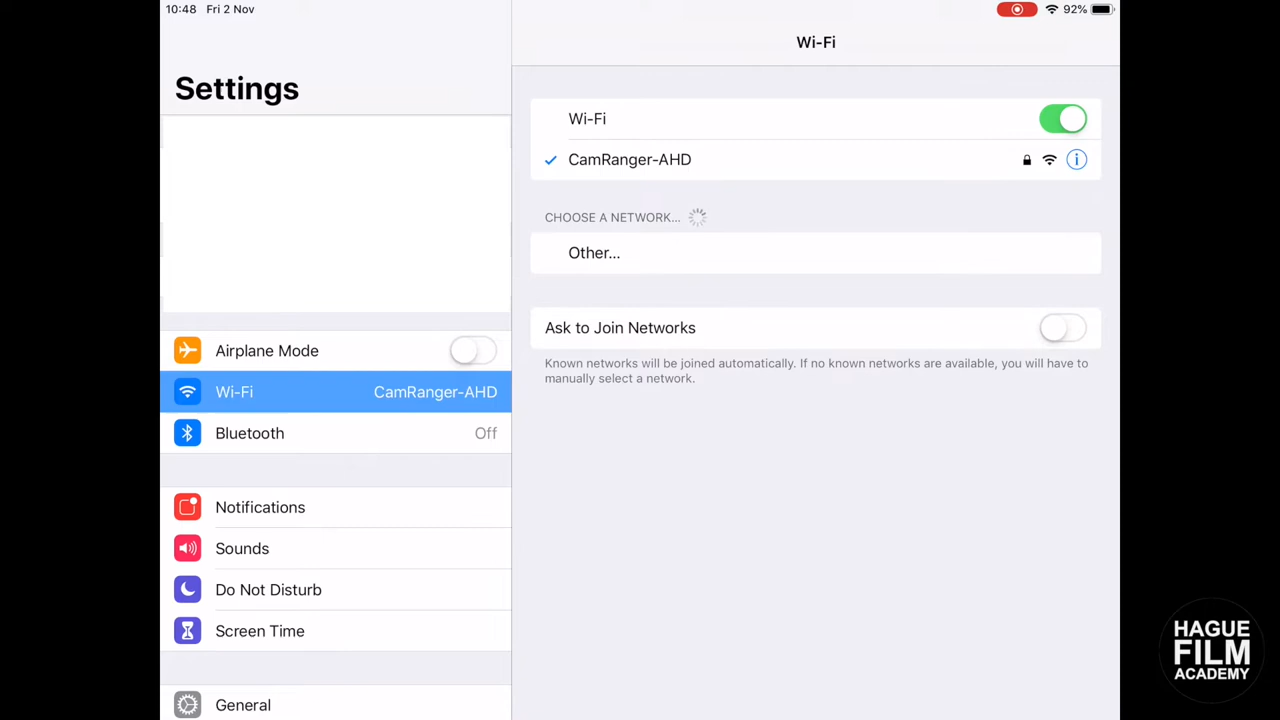 10:48 Fri 2 Nov
92%
Settings
Airplane Mode
Wi-Fi CamRanger-AHD
Bluetooth Off
Notifications
Sounds
Do Not Disturb
Screen Time
General
Wi-Fi
Wi-Fi
CamRanger-AHD
CHOOSE A NETWORK...
Other...
Ask to Join Networks
Known networks will be joined automatically. If no known networks are available, you will have to
manually select a network.
HAGUE
FILM
ACADEMY